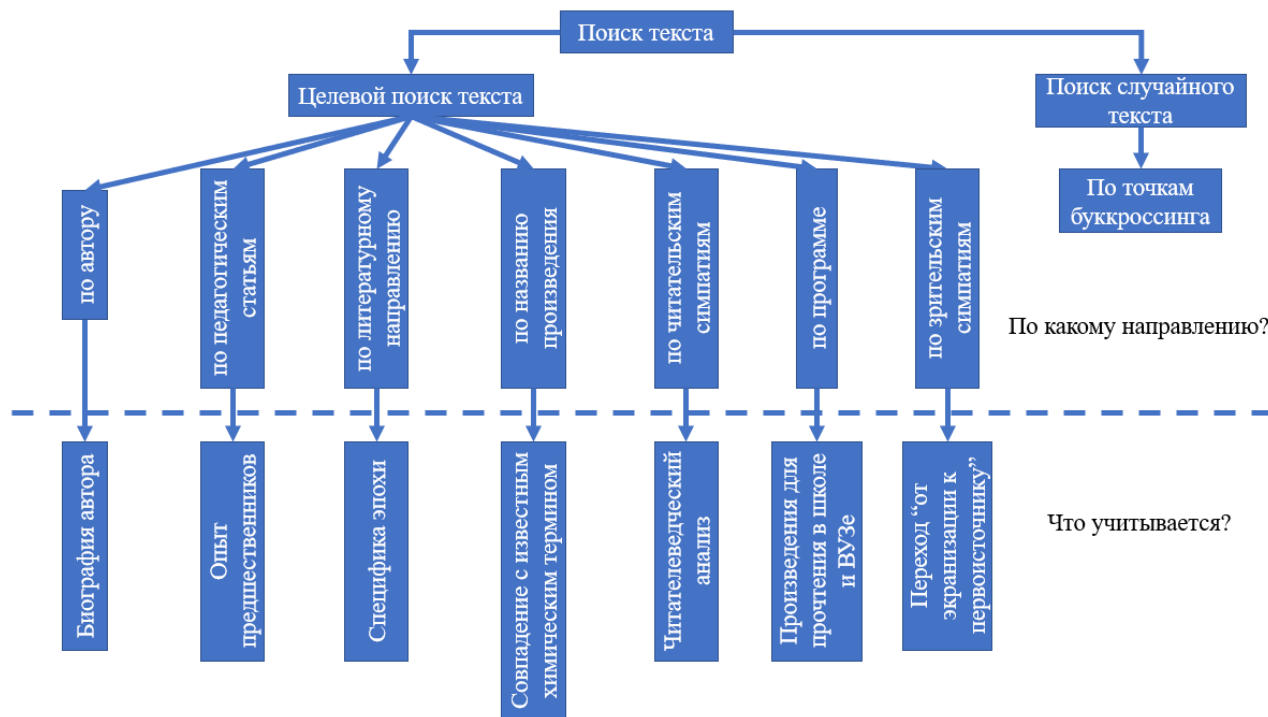 Поиск текста
Целевой поиск текста
Поиск случайного
текста
по автору
по педагогическим
статьям
по литературному
направлению
по названию
произведения
по читательским
симпатиям
по программе
по зрительским
симпатиям
По точкам
буккроссинга
По какому направлению?
Биография автора
Опыт
предшественников
Специфика эпохи
Совпадение с известным
химическим термином
Читателеведческий
анализ
Произведения для
прочтения в школе
и ВУЗе
Переход “от
экранизации к
первоисточнику”
Что учитывается?